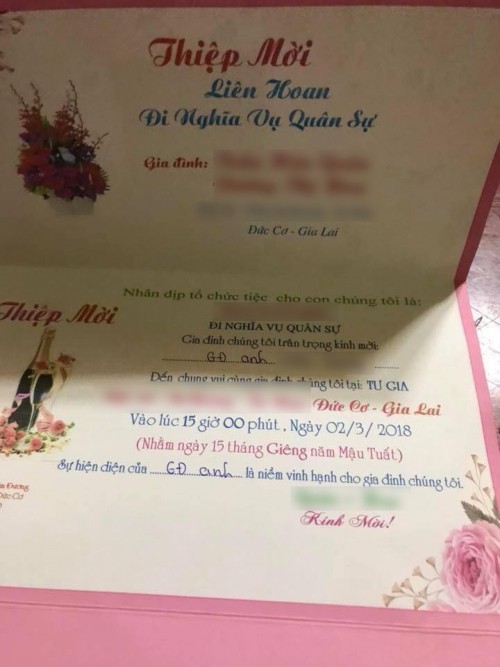 Thiệp Mời
Liên Hoan
Đi Nghĩa Vụ Quân Sự
Gia đình:
Đức Cơ - Gia Lai
Nhân dịp tổ chức tiệc cho con chúng tôi là:
Thiệp Mời
ĐI NGHĨA VỤ QUÂN SỰ
Gia đình chúng tôi trân trọng kính mời:
GĐ anh
Đến chung vui cùng gia đình chúng tôi tại: TƯ GIA
Đức Cơ - Gia Lai
Vào lúc 15 giờ 00 phút, Ngày 02/3/2018
(Nhằm ngày 15 tháng Giêng năm Mậu Tuất)
Sự hiện diện của ........ GĐ anh ...... là niềm vinh hạnh cho gia đình chúng tôi.
Dương
Đức Cơ
Kính Mời!